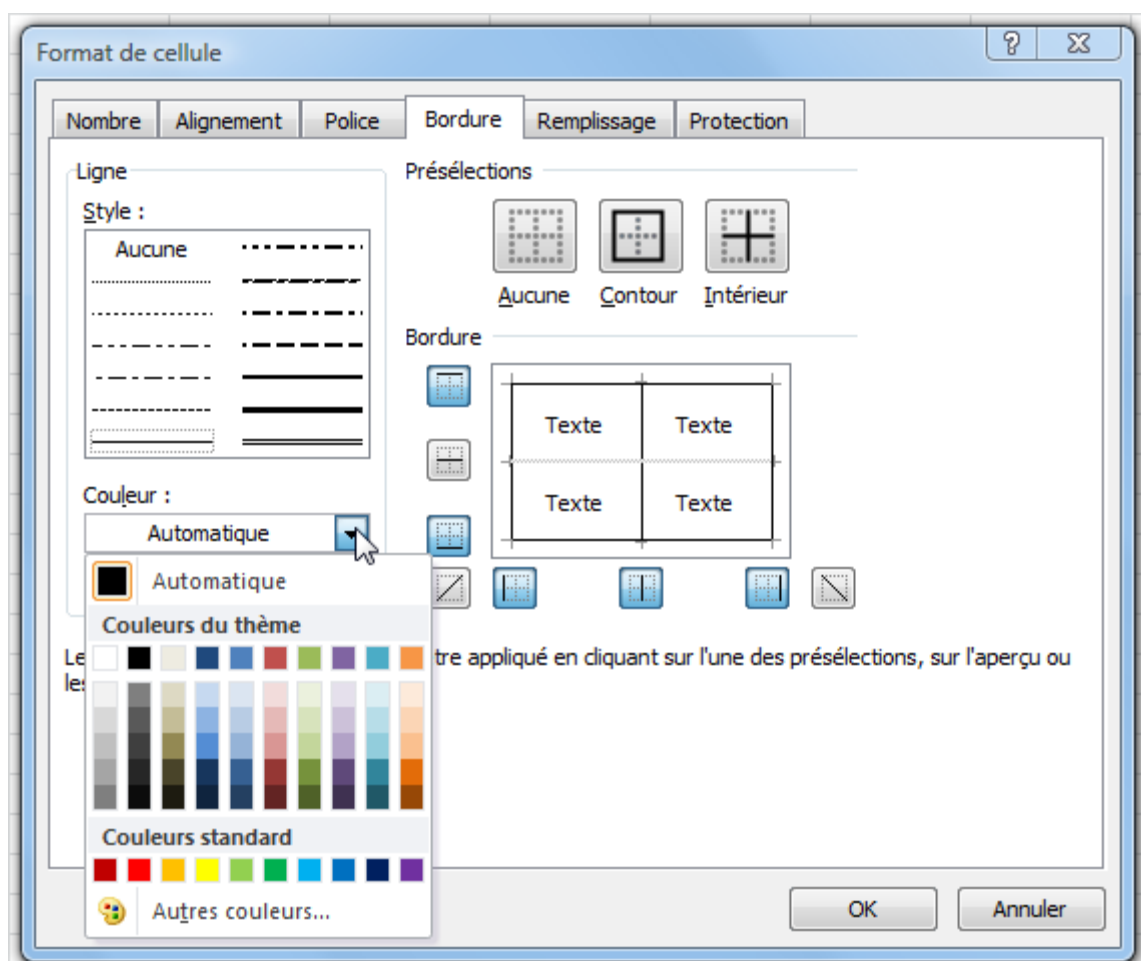 Format de cellule
Nombre Alignement Police Bordure Remplissage Protection
Ligne
Style :
Aucune
Couleur :
Automatique
Automatique
Couleurs du thème
Couleurs standard
Autres couleurs...
Présélections
Aucune Contour Intérieur
Bordure
Texte Texte
Texte Texte
Le tre appliqué en cliquant sur l'une des présélections, sur l'aperçu ou
les
OK Annuler